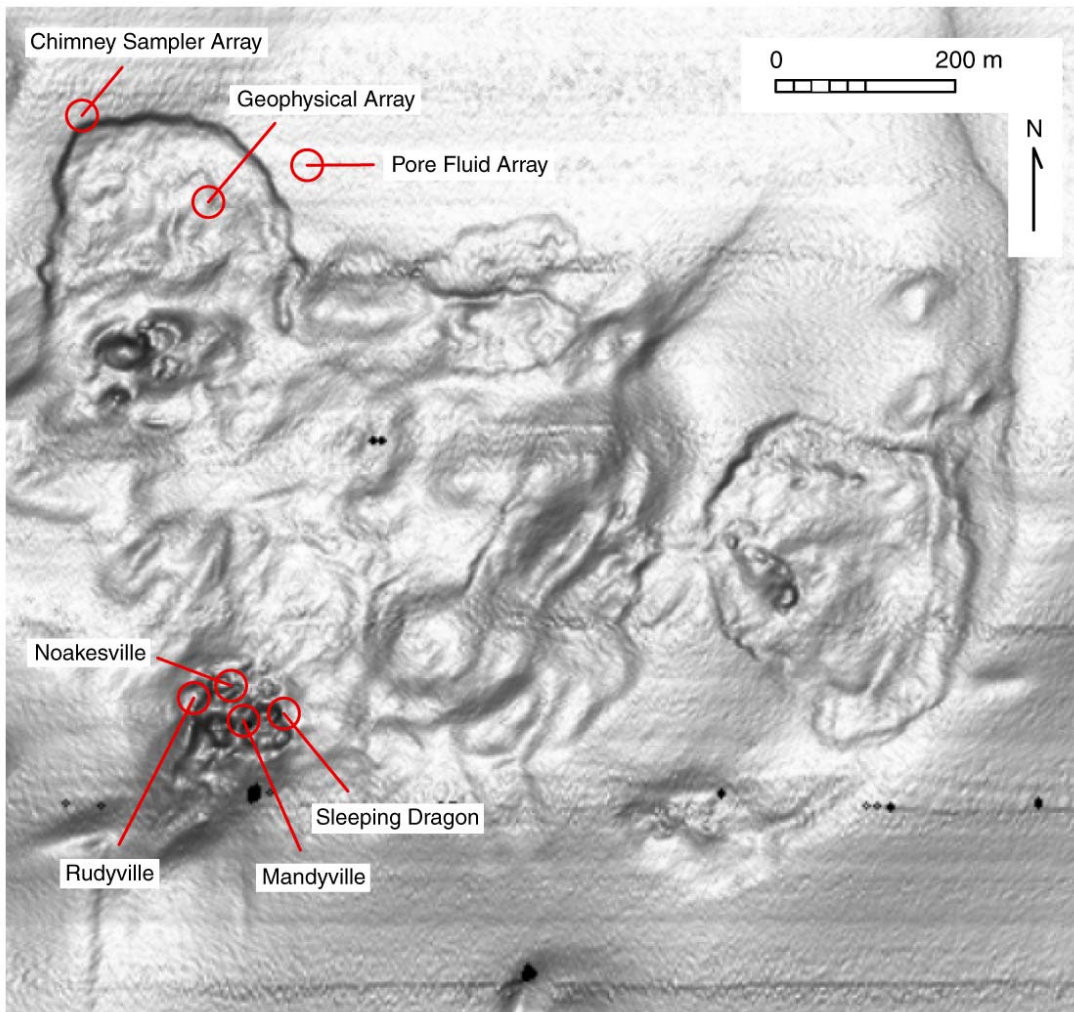 Chimney Sampler Array
0 200 m
Geophysical Array
N
Pore Fluid Array
Noakesville
Sleeping Dragon
Rudyville
Mandyville